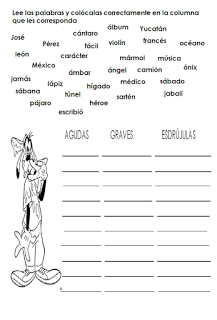 Lee las palabras y colócalas correctamente en la columna
que les corresponda
álbum Yucatán
José cántaro
Pérez fácil violín francés océano
león carácter mármol música
México ámbar ángel camión ónix
jamás lápiz hígado médico sábado
sábana túnel héroe sartén jabalí
pájaro escribió
AGUDAS GRAVES ESDRÚJULAS